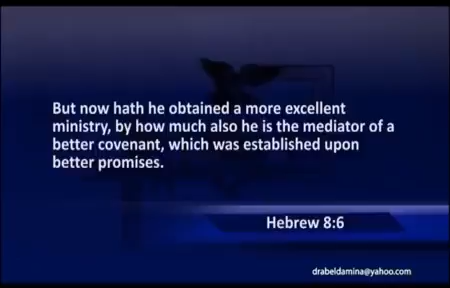 But now hath he obtained a more excellent
ministry, by how much also he is the mediator of a
better covenant, which was established upon
better promises.
Hebrew 8:6
drabeldamina@yahoo.com